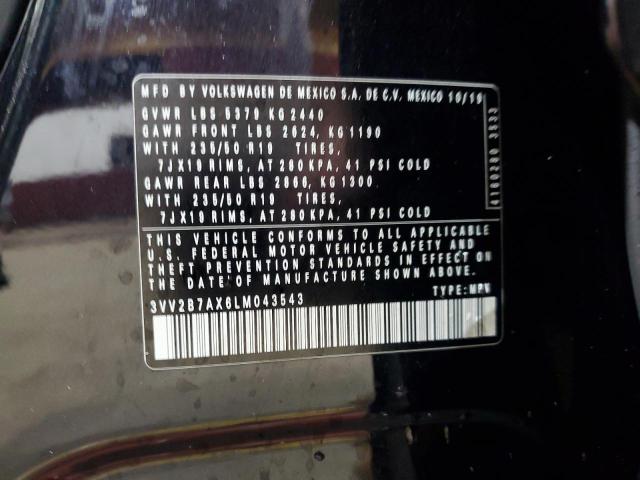 MFD BY VOLKSWAGEN DE MEXICO S.A. DE C.V. MEXICO 10/19
GVWR LBS 5379 KG 2440
GAWR FRONT LBS 2624, KG 1190
WITH 235/50 R19 TIRES,
7JX19 RIMS, AT 280 KPA, 41 PSI COLD
GAWR REAR LBS 2866, KG 1300
WITH 235/50 R19 TIRES,
7JX19 RIMS, AT 280 KPA, 41 PSI COLD
THIS VEHICLE CONFORMS TO ALL APPLICABLE
U.S. FEDERAL MOTOR VEHICLE SAFETY AND
THEFT PREVENTION STANDARDS IN EFFECT ON
THE DATE OF MANUFACTURE SHOWN ABOVE.
3VV2B7AX6LM043543 TYPE: MPV
4160280 3533